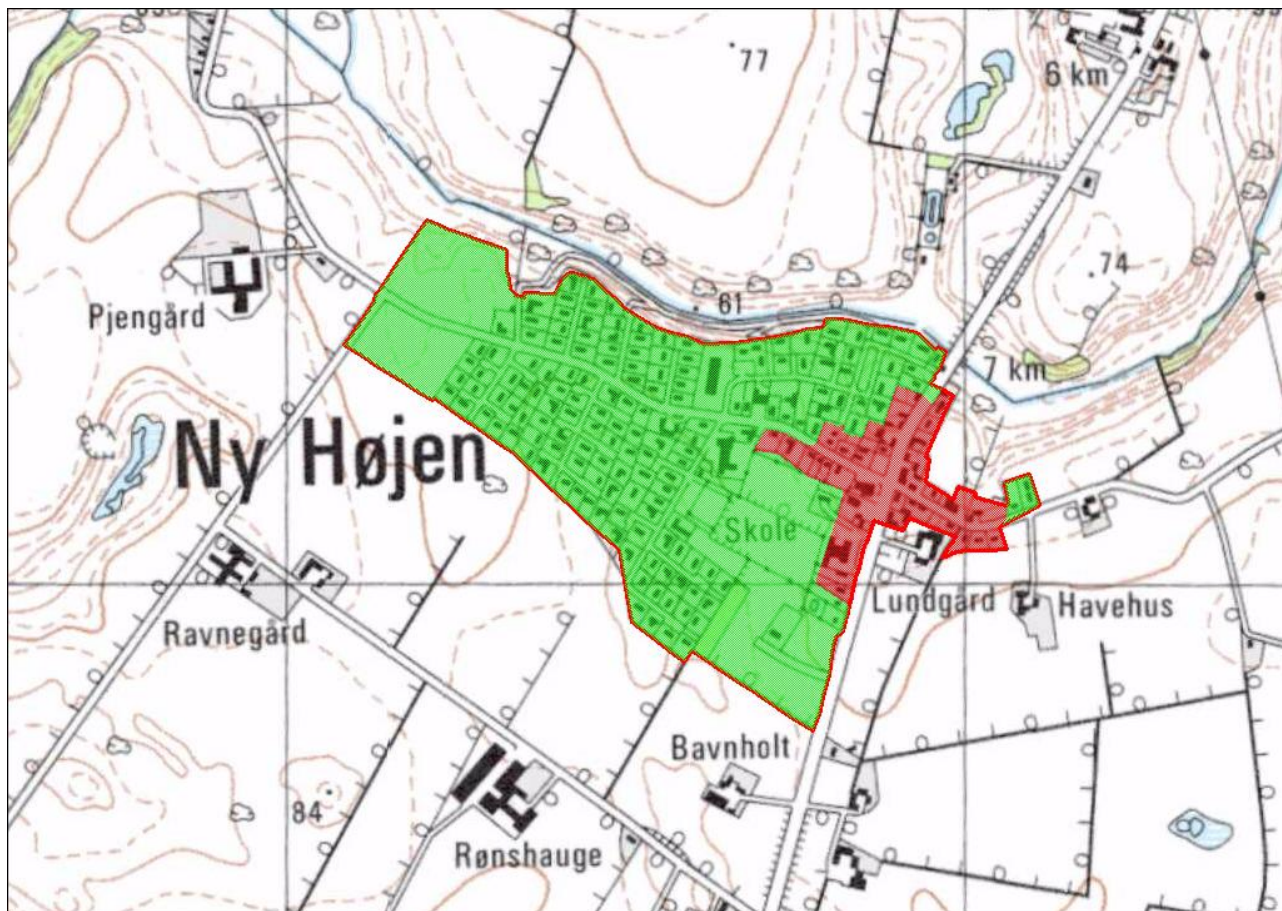 77
6 km
74
Pjengård
61
7 km
Ny Højen
Skole
Lundgård
Havehus
Ravnegård
Bavnholt
84
Rønshauge